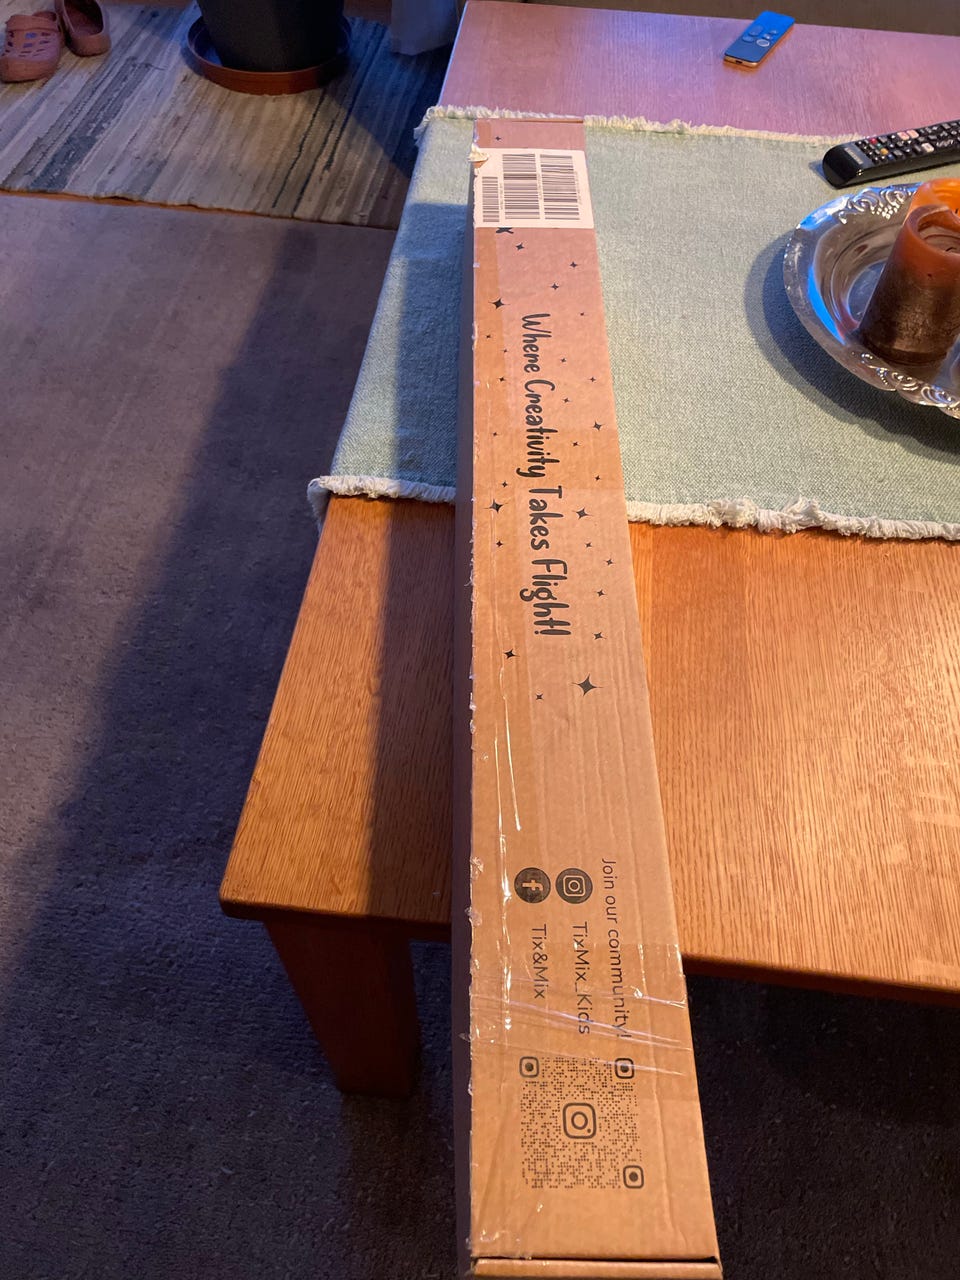 Where Creativity Takes Flight!
Join our community!
TixMix_Kids
Tix&Mix